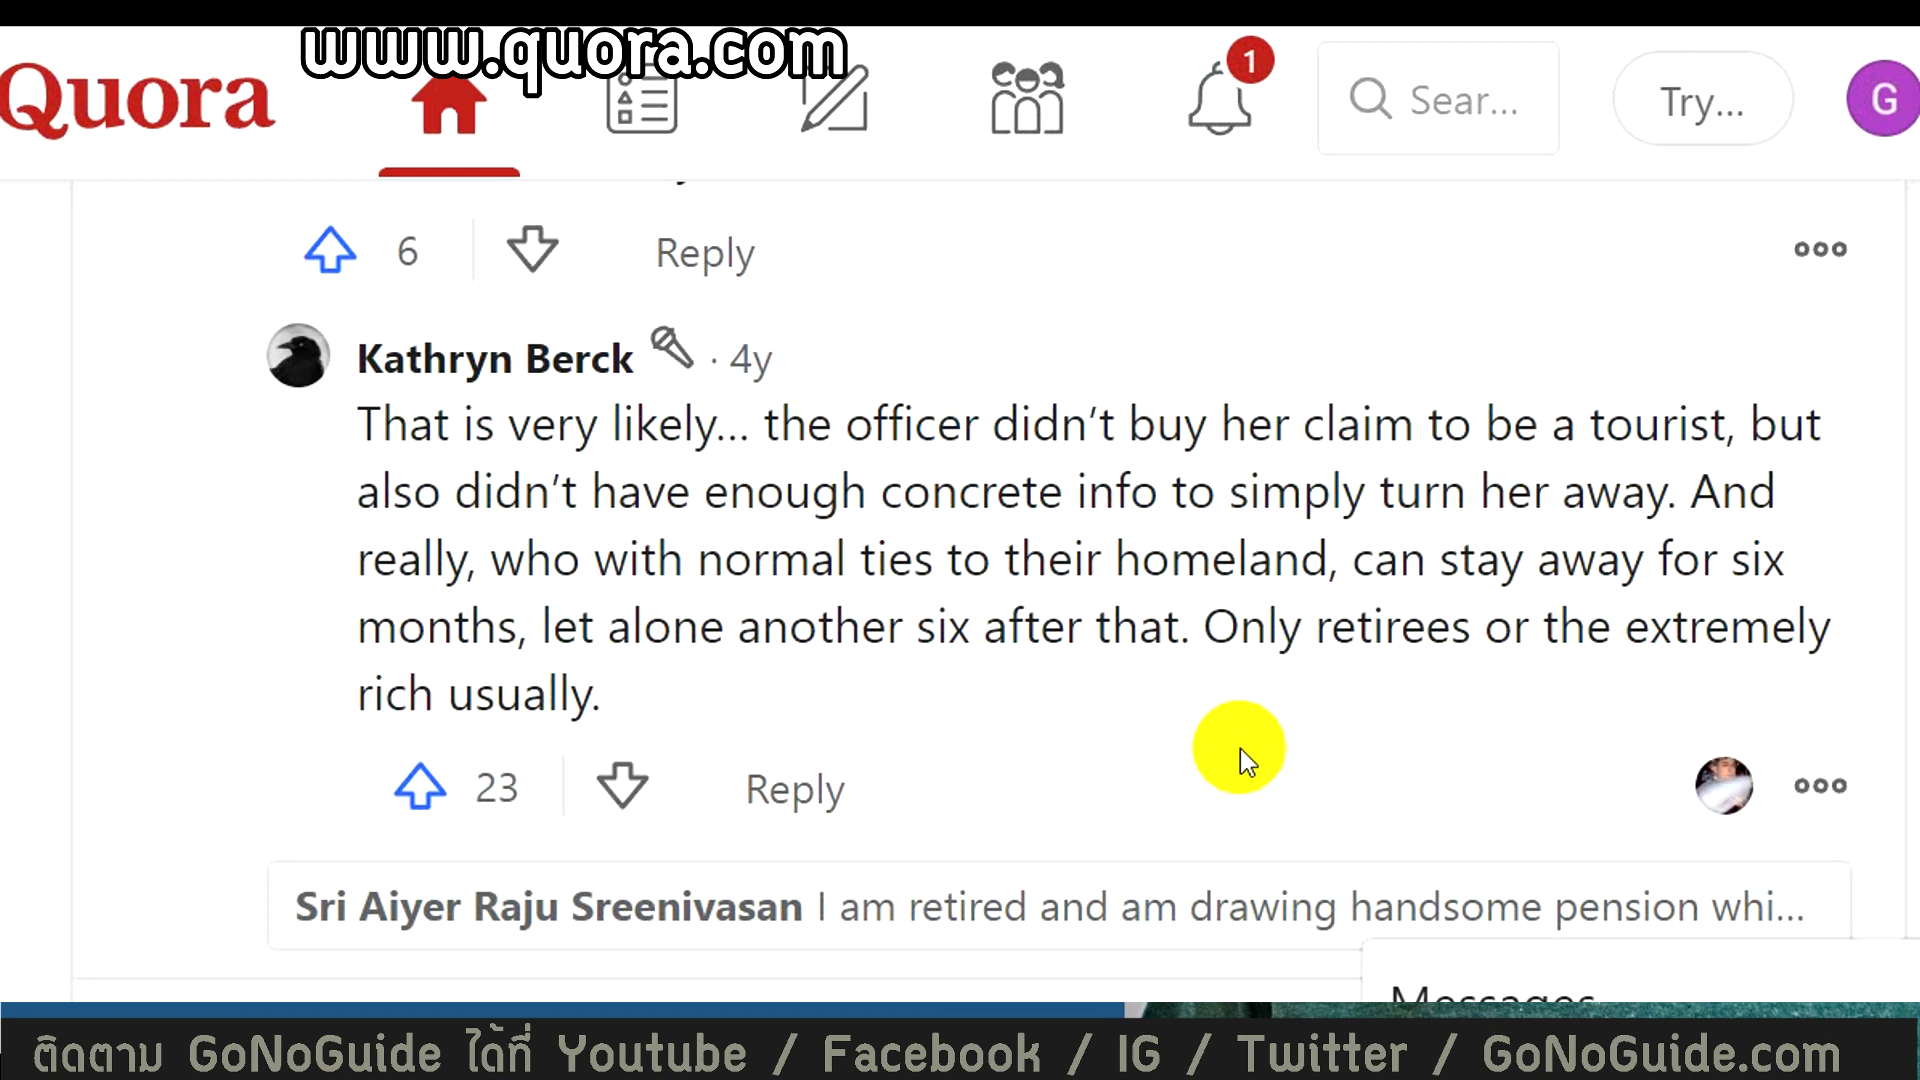 www.quora.com
Quora
1
Sear...
Try...
G
6
Reply
Kathryn Berck · 4y
That is very likely... the officer didn't buy her claim to be a tourist, but
also didn't have enough concrete info to simply turn her away. And
really, who with normal ties to their homeland, can stay away for six
months, let alone another six after that. Only retirees or the extremely
rich usually.
23
Reply
Sri Aiyer Raju Sreenivasan I am retired and am drawing handsome pension whi...
Messages
ติดตาม GoNoGuide ได้ที่ Youtube / Facebook / IG / Twitter / GoNoGuide.com